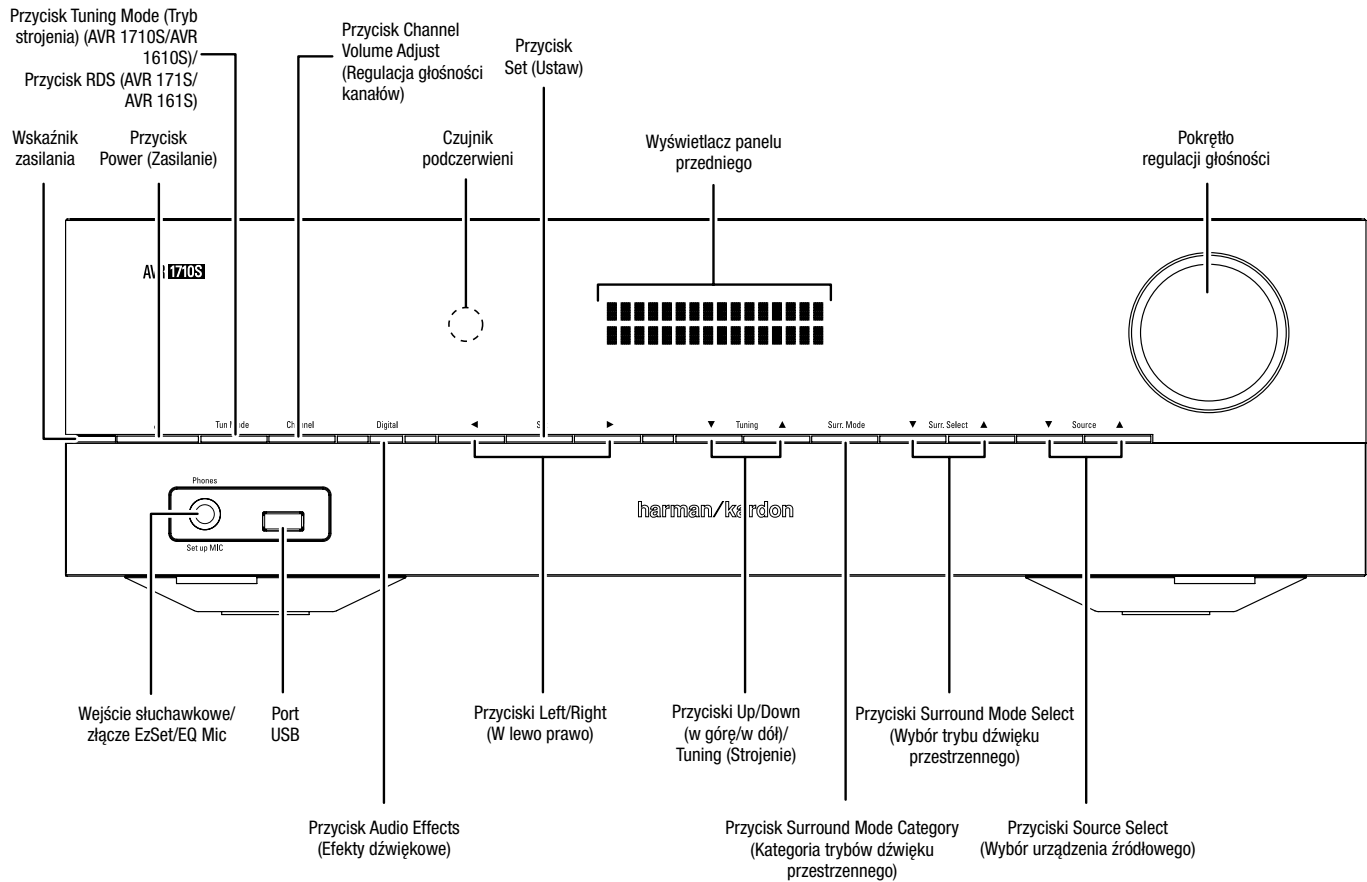 Przycisk Tuning Mode (Tryb
strojenia) (AVR 1710S/AVR
1610S)/
Przycisk RDS (AVR 171S/
AVR 161S)
Przycisk Channel
Volume Adjust
(Regulacja głośności
kanałów)
Przycisk
Set (Ustaw)
Wskaźnik
zasilania
Przycisk
Power (Zasilanie)
Czujnik
podczerwieni
Wyświetlacz panelu
przedniego
Pokrętło
regulacji głośności
1710S
Digital
◄
►
▼ Tuning ▲
Surr. Mode
▼ Surr. Select ▲
▼ Source ▲
Phones
Set up MIC
harman/kardon
Wejście słuchawkowe/
złącze EzSet/EQ Mic
Port
USB
Przyciski Left/Right
(W lewo prawo)
Przyciski Up/Down
(w górę/w dół)/
Tuning (Strojenie)
Przyciski Surround Mode Select
(Wybór trybu dźwięku
przestrzennego)
Przycisk Audio Effects
(Efekty dźwiękowe)
Przycisk Surround Mode Category
(Kategoria trybów dźwięku
przestrzennego)
Przyciski Source Select
(Wybór urządzenia źródłowego)